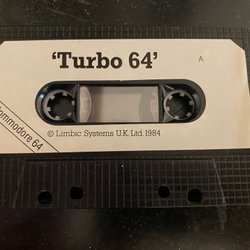 'Turbo 64'
A
© Limbic Systems U.K. Ltd. 1984
Commodore 64